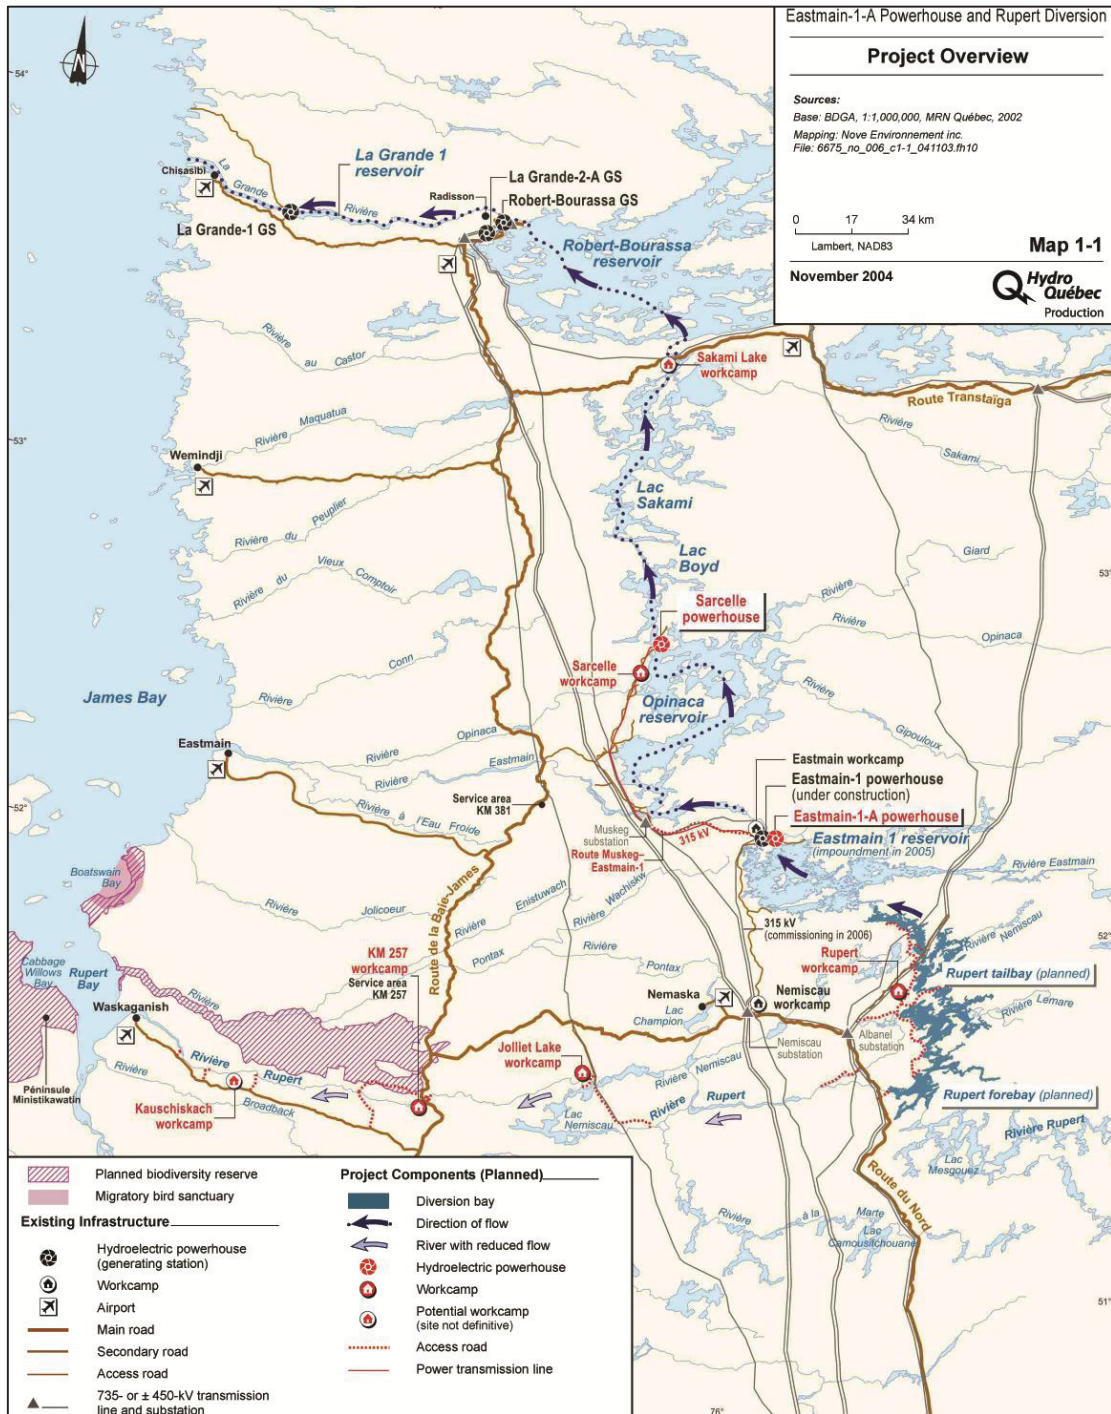 Eastmain-1-A Powerhouse and Rupert Diversion
Project Overview
Sources:
Base: BDGA, 1:1,000,000, MRN Québec, 2002
Mapping: Nove Environnement inc.
File: 6675_no_006_c1-1_041103.fh10
0 17 34 km
Lambert, NAD83
Map 1-1
November 2004
Hydro
Québec
Production
N
54°
La Grande 1
reservoir
Chisasibi
La
Grande
Rivière
Radisson
La Grande-2-A GS
Robert-Bourassa GS
La Grande-1 GS
Robert-Bourassa
reservoir
Rivière
au
Castor
Sakami Lake
workcamp
Route Transtaïga
53°
Rivière
Maquatua
Rivière
Sakami
Wemindji
Lac
Sakami
Rivière
du
Peuplier
Lac
Boyd
Giard
Rivière
du
Vieux
Comptoir
53°
Rivière
Sarcelle
powerhouse
Rivière
Opinaca
Conn
Sarcelle
workcamp
James Bay
Rivière
Opinaca
reservoir
Rivière
Gipouloux
Opinaca
Rivière
Eastmain
Rivière
Eastmain
Eastmain workcamp
Eastmain-1 powerhouse
(under construction)
52°
Rivière
à l'Eau
Froide
Service area
KM 381
Eastmain-1-A powerhouse
Muskeg
substation
315 kV
Route Muskeg–
Eastmain-1
Eastmain 1 reservoir
(impoundment in 2005)
Rivière Eastmain
Boatswain
Bay
Rivière
Jolicoeur
Route de la Baie-James
Rivière
Enistuwach
Rivière
Wachiskw
315 kV
(commissioning in 2006)
Rivière
Nemiscau
52°
Pontax
Rivière
KM 257
workcamp
Service area
KM 257
Pontax
Rupert
workcamp
Rupert tailbay (planned)
Cabbage
Willows
Bay
Rupert
Bay
Rivière
Waskaganish
Nemaska
Nemiscau
workcamp
Lac
Champion
Rivière
Lemare
Nemiscau
substation
Albanel
substation
Péninsule
Ministikawatin
Rivière
Rivière
Rupert
Jolliet Lake
workcamp
Rivière
Nemiscau
Kauschiskach
workcamp
Broadback
Lac
Nemiscau
Rivière
Rupert
Rupert forebay (planned)
Rivière Rupert
Lac
Mesgouez
Route du Nord
Rivière
à la
Marte
Lac
Camousitchouane
51°
76°
Planned biodiversity reserve
Migratory bird sanctuary
Existing Infrastructure
Hydroelectric powerhouse
(generating station)
Workcamp
Airport
Main road
Secondary road
Access road
735- or ± 450-kV transmission
line and substation
Project Components (Planned)
Diversion bay
Direction of flow
River with reduced flow
Hydroelectric powerhouse
Workcamp
Potential workcamp
(site not definitive)
Access road
Power transmission line